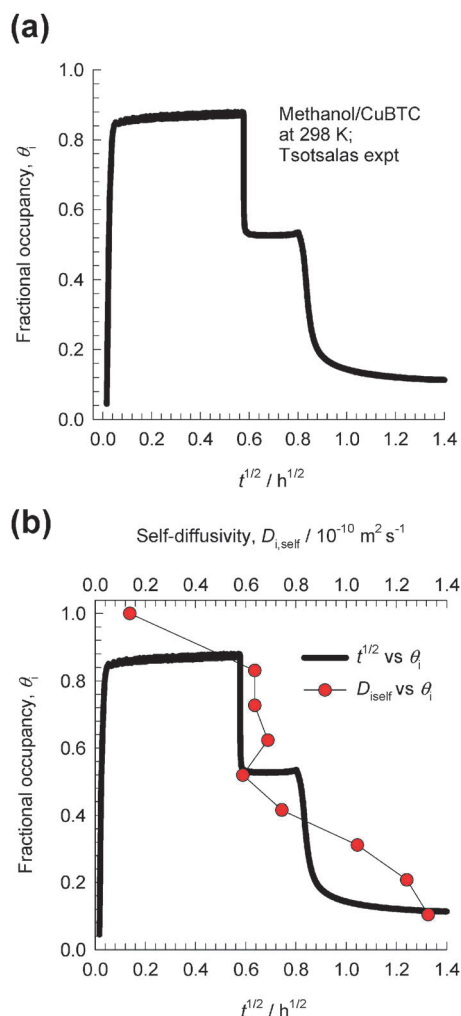 (a)
1.0
0.8
0.6
0.4
0.2
0.0
Fractional occupancy, θi
Methanol/CuBTC
at 298 K;
Tsotsalas expt
0.0 0.2 0.4 0.6 0.8 1.0 1.2 1.4
t1/2 / h1/2
(b)
Self-diffusivity, Di,self / 10-10 m2 s-1
0.0 0.2 0.4 0.6 0.8 1.0 1.2 1.4
1.0
0.8
0.6
0.4
0.2
0.0
Fractional occupancy, θi
t1/2 vs θi
Diself vs θi
0.0 0.2 0.4 0.6 0.8 1.0 1.2 1.4
t1/2 / h1/2